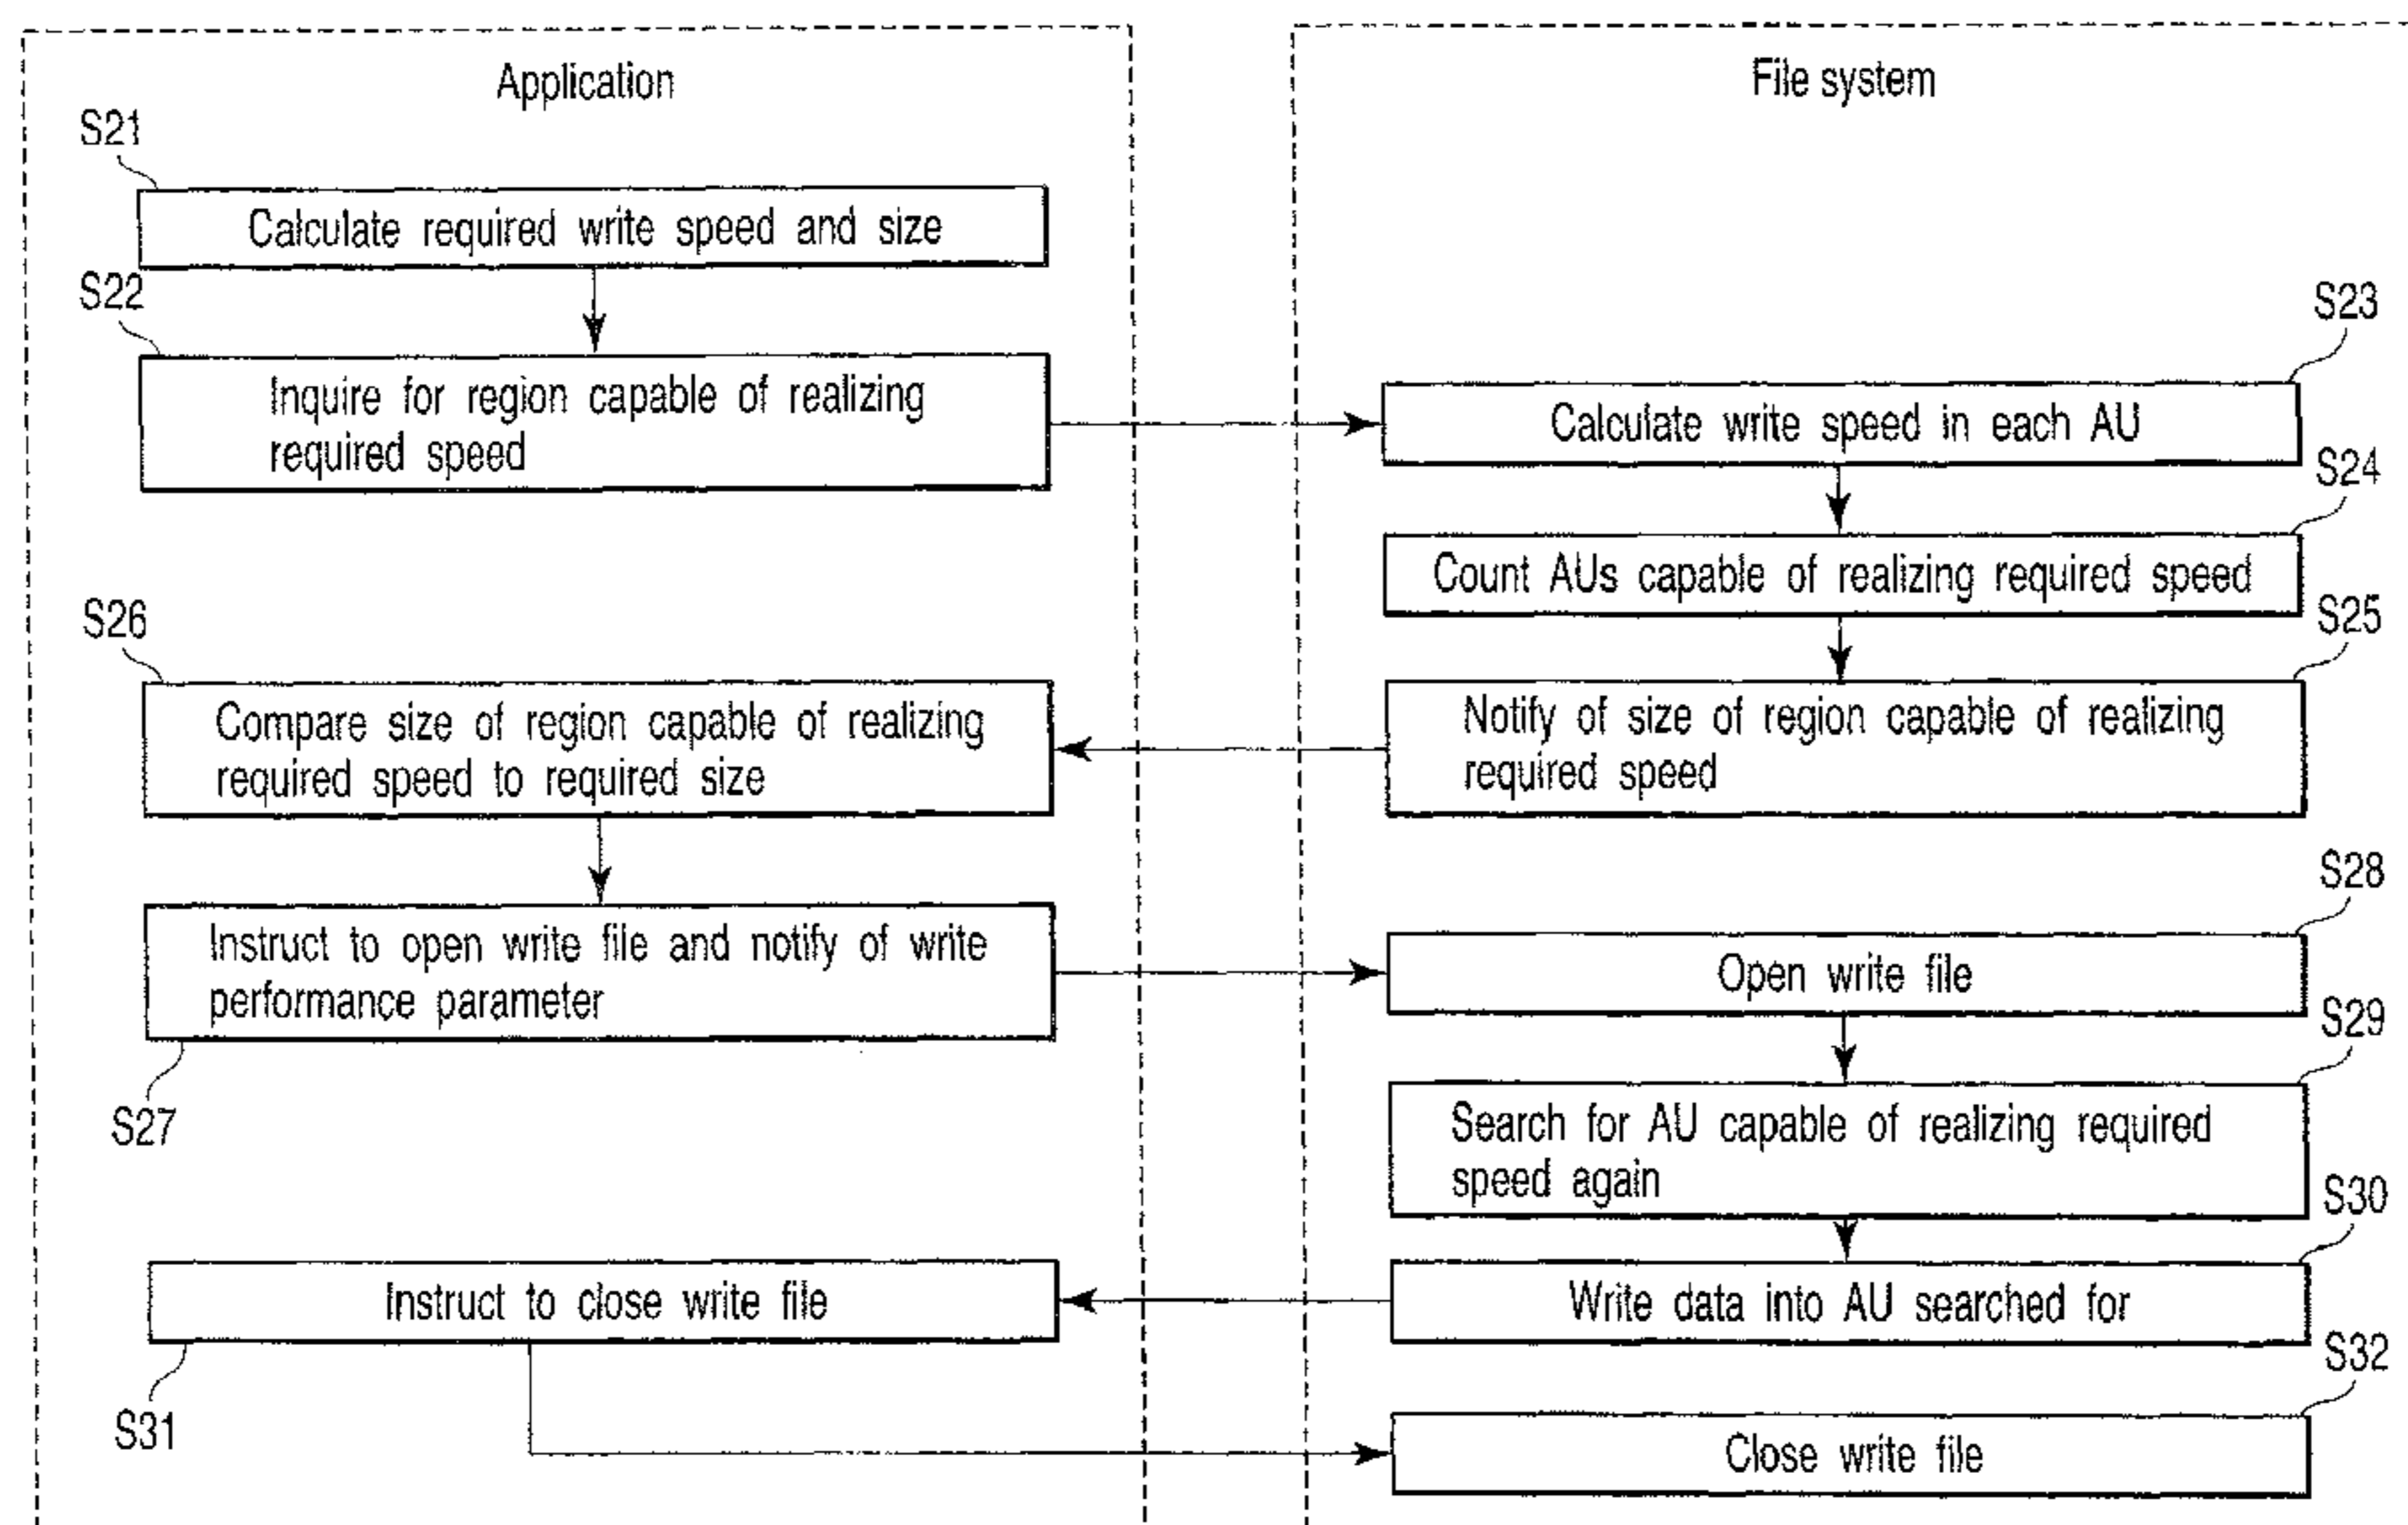 Application
File system
S21
Calculate required write speed and size
S22
Inquire for region capable of realizing
required speed
S23
Calculate write speed in each AU
S24
Count AUs capable of realizing required speed
S25
Notify of size of region capable of realizing
required speed
S26
Compare size of region capable of realizing
required speed to required size
Instruct to open write file and notify of write
performance parameter
S27
S28
Open write file
S29
Search for AU capable of realizing required
speed again
S30
Write data into AU searched for
Instruct to close write file
S31
S32
Close write file